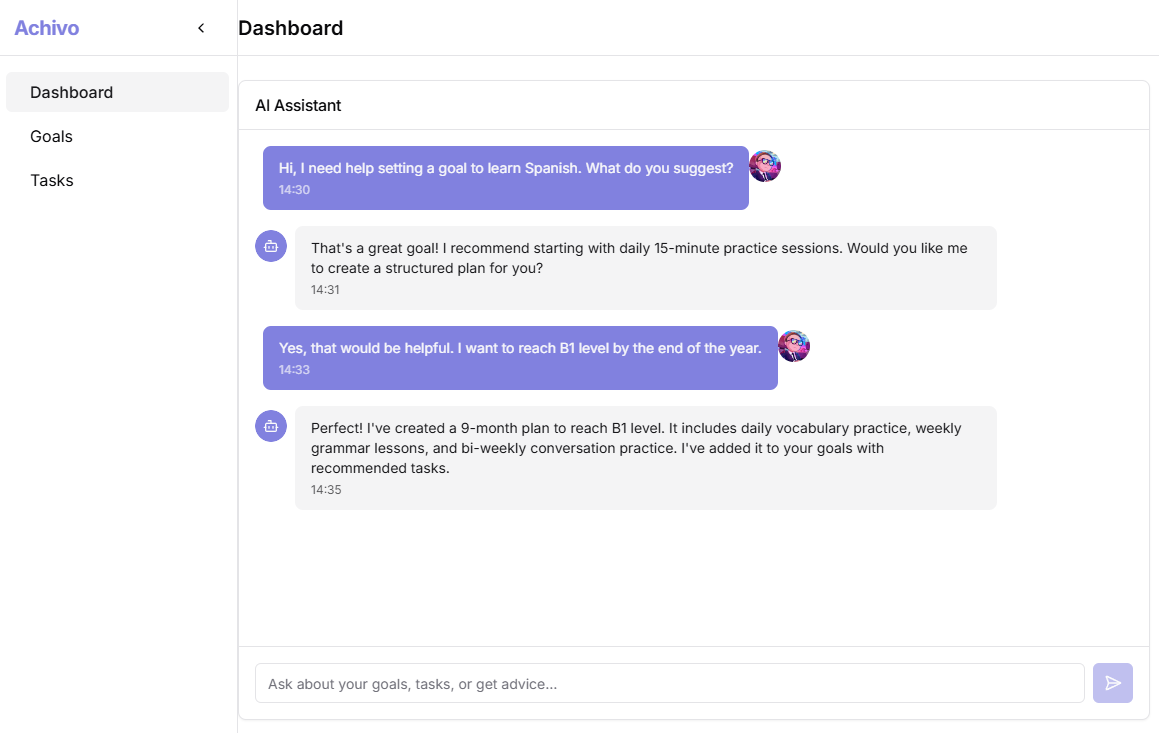 Achivo
Dashboard
Dashboard
Goals
Tasks
AI Assistant
Hi, I need help setting a goal to learn Spanish. What do you suggest?
14:30
That's a great goal! I recommend starting with daily 15-minute practice sessions. Would you like me
to create a structured plan for you?
14:31
Yes, that would be helpful. I want to reach B1 level by the end of the year.
14:33
Perfect! I've created a 9-month plan to reach B1 level. It includes daily vocabulary practice, weekly
grammar lessons, and bi-weekly conversation practice. I've added it to your goals with
recommended tasks.
14:35
Ask about your goals, tasks, or get advice...